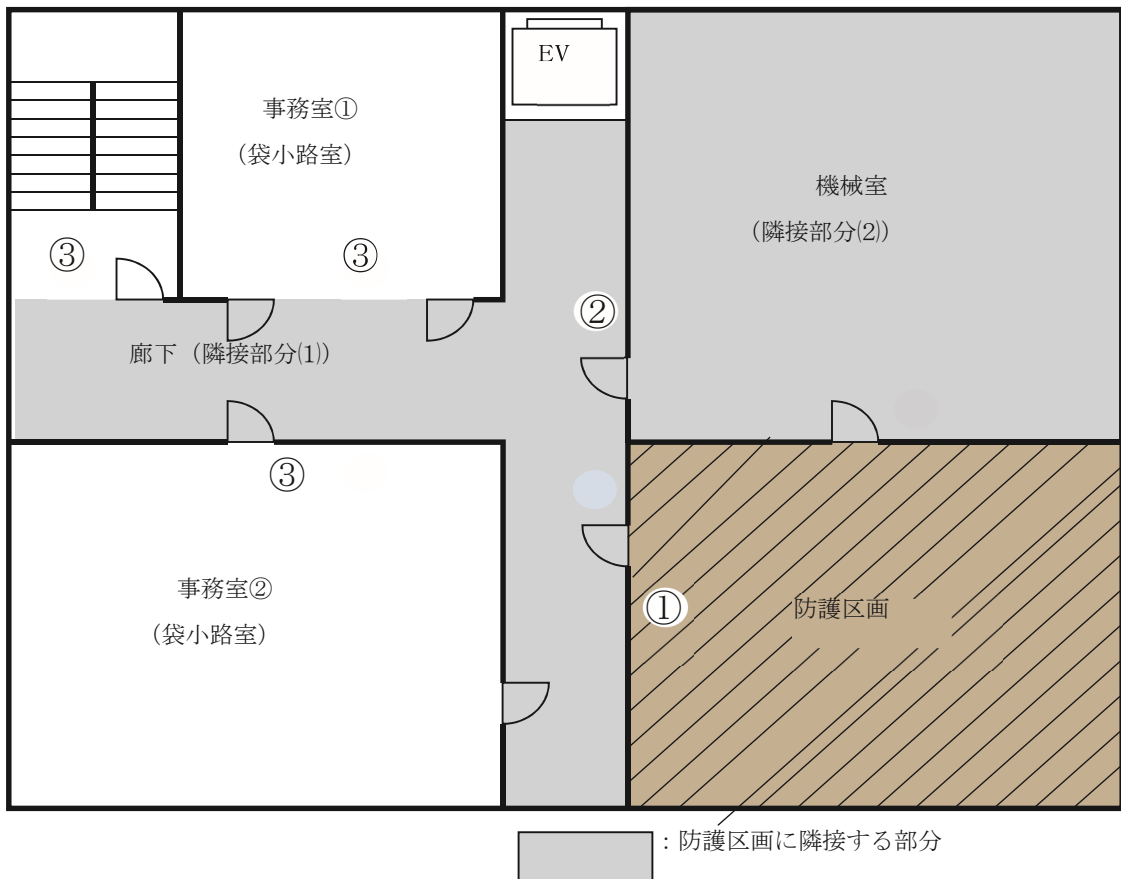 EV
事務室①
(袋小路室)
機械室
(隣接部分⑵)
③
③
②
廊下(隣接部分⑴)
③
事務室②
(袋小路室)
①
防護区画
:防護区画に隣接する部分